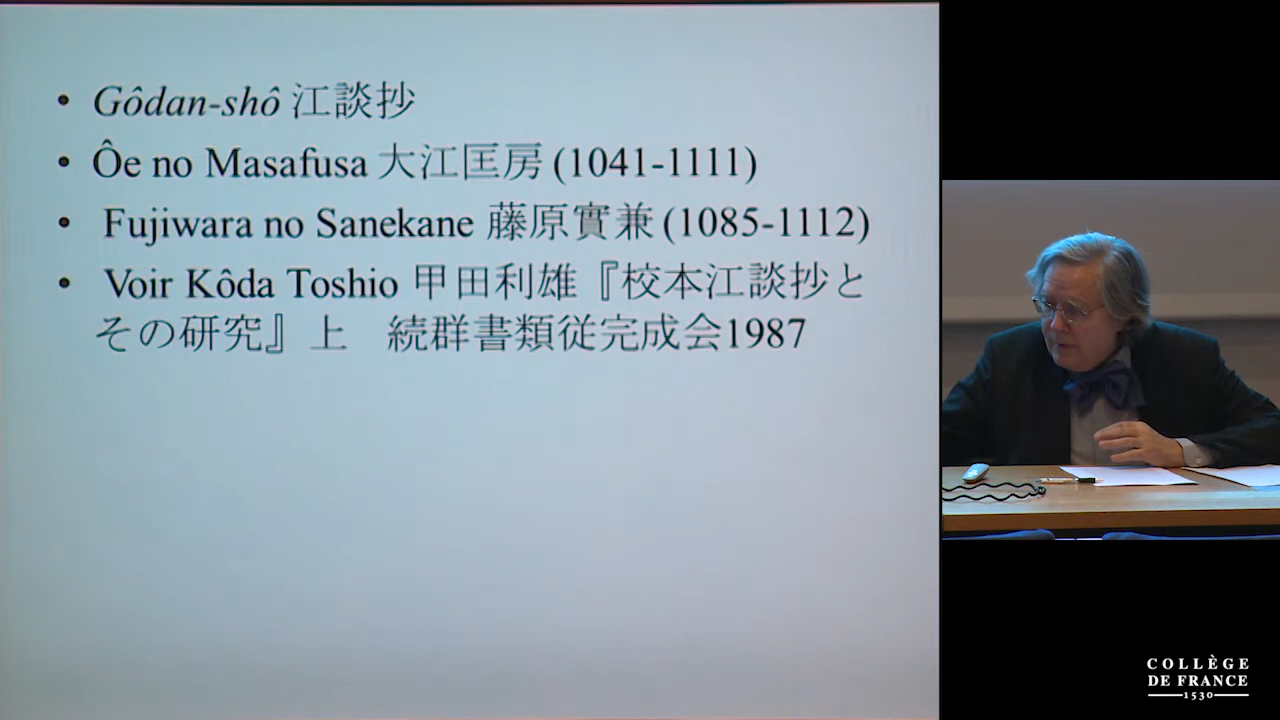 • Gôdan-shô 江談抄
• Ôe no Masafusa 大江匡房 (1041-1111)
• Fujiwara no Sanekane 藤原實兼 (1085-1112)
• Voir Kôda Toshio 甲田利雄『校本江談抄と
その研究』上　続群書類従完成会1987
COLLÈGE
DE FRANCE
1530